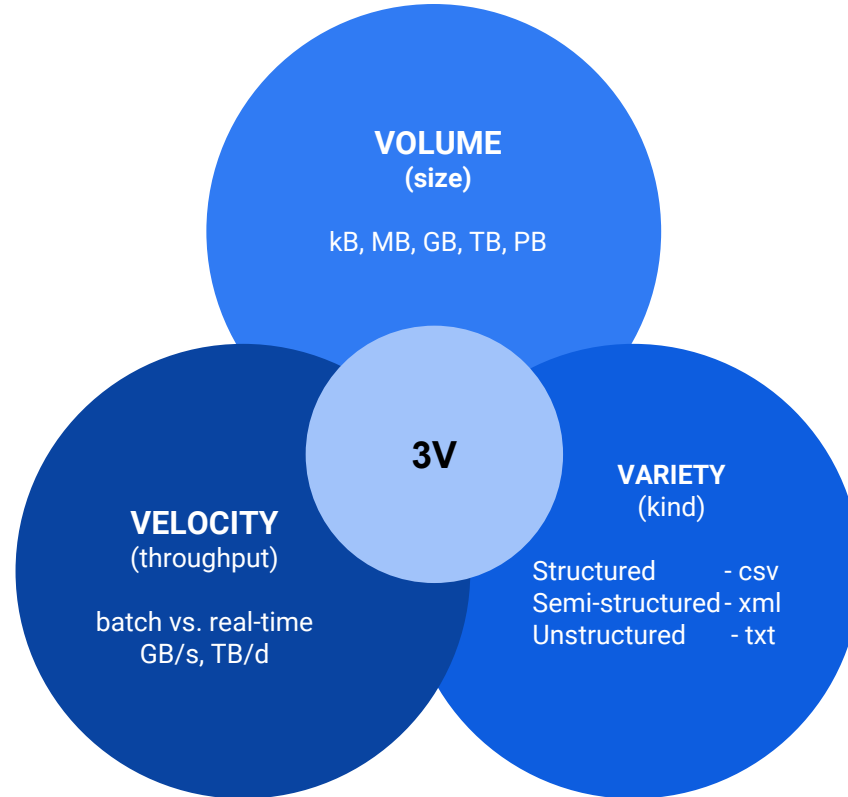 VOLUME
(size)
kB, MB, GB, TB, PB
3V
VELOCITY
(throughput)
batch vs. real-time
GB/s, TB/d
VARIETY
(kind)
Structured - csv
Semi-structured - xml
Unstructured - txt